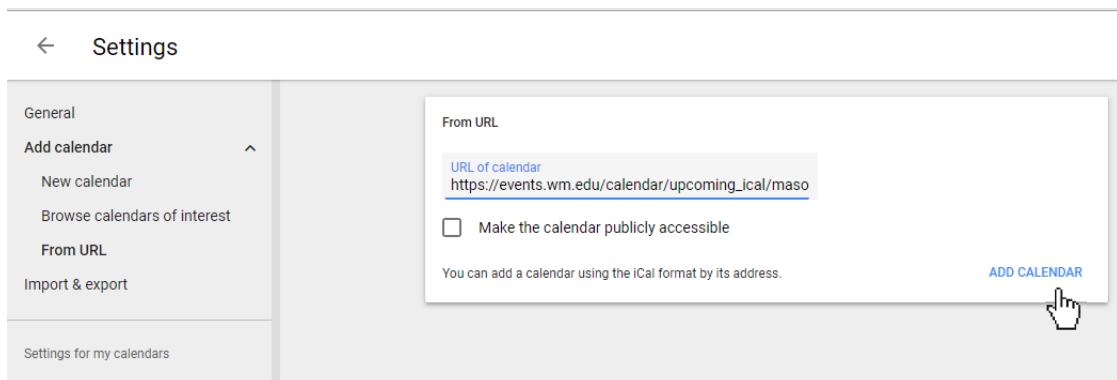 Settings
General
Add calendar
New calendar
Browse calendars of interest
From URL
Import & export
Settings for my calendars
From URL
URL of calendar
https://events.wm.edu/calendar/upcoming_ical/maso
Make the calendar publicly accessible
You can add a calendar using the iCal format by its address.
ADD CALENDAR